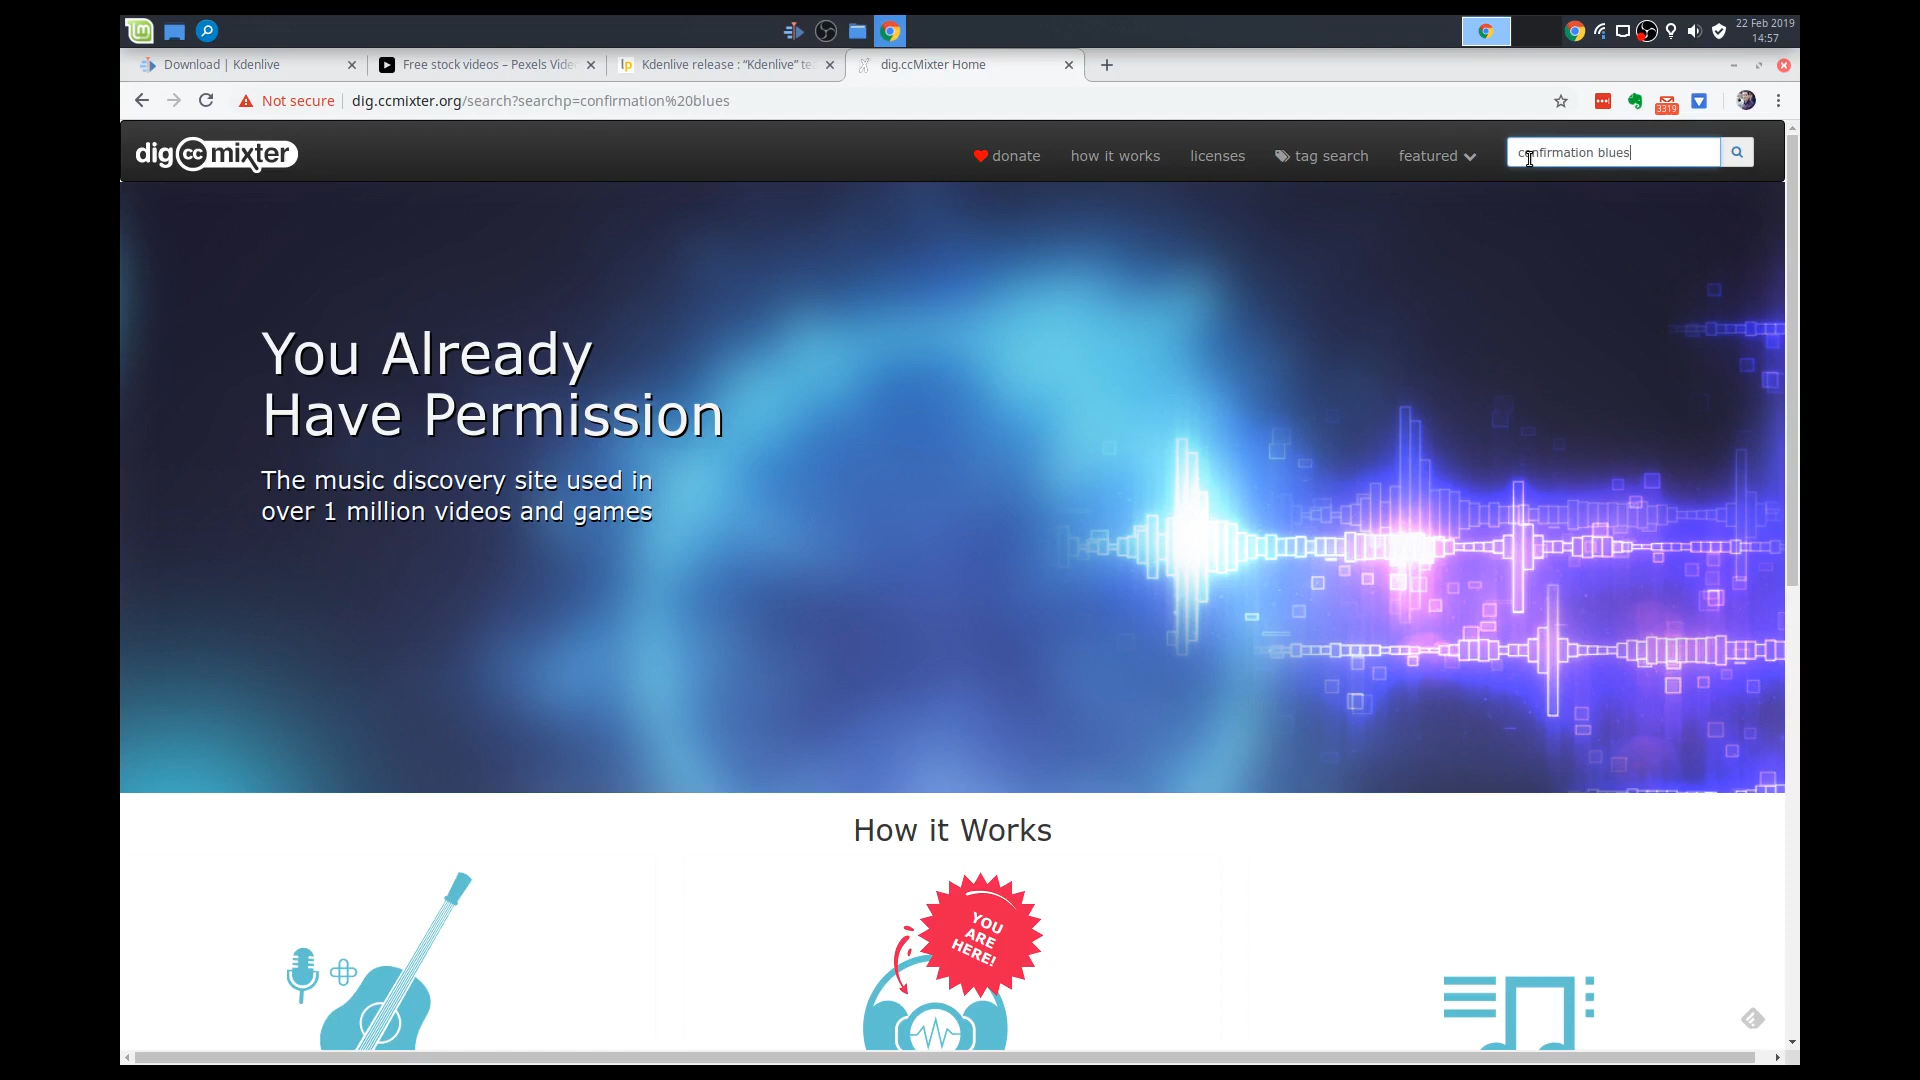 22 Feb 2019
14:57
Download | Kdenlive
Free stock videos – Pexels Vide
Kdenlive release : “Kdenlive” te
dig.ccMixter Home
Not secure
dig.ccmixter.org/search?searchp=confirmation%20blues
3319
dig cc mixter
donate
how it works
licenses
tag search
featured
confirmation blues
You Already
Have Permission
The music discovery site used in
over 1 million videos and games
How it Works
YOU
ARE
HERE!